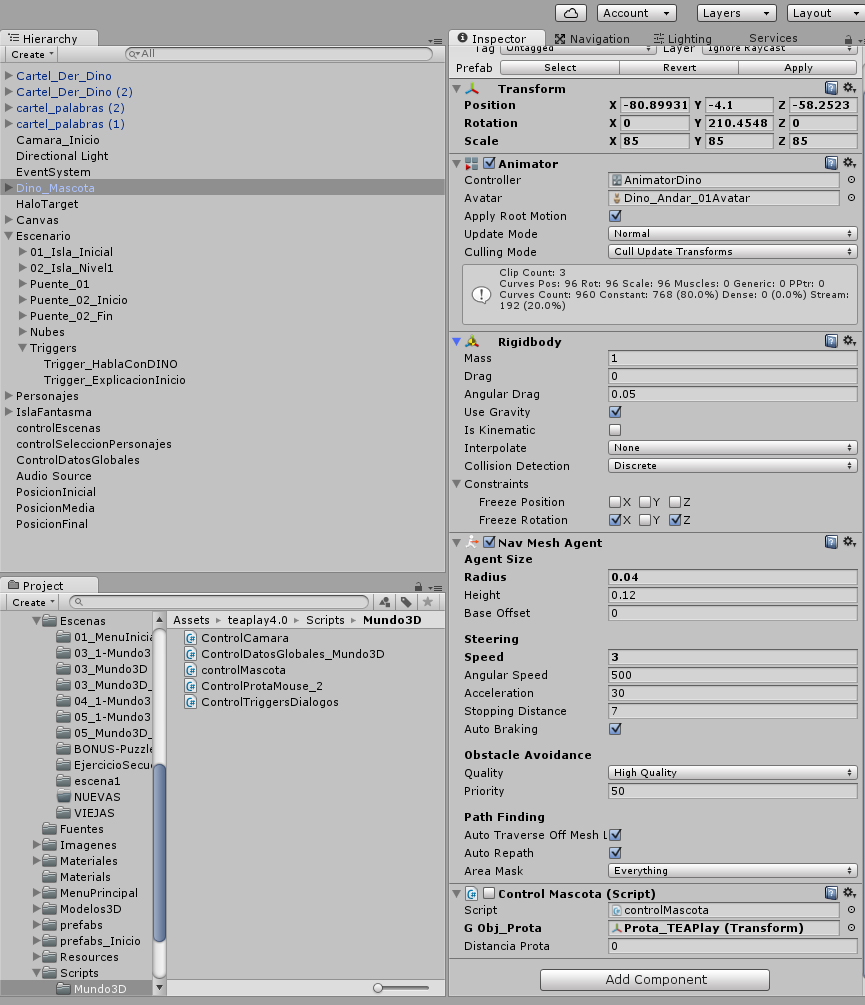 Account Layers Layout
Hierarchy
Create All
Cartel_Der_Dino
Cartel_Der_Dino (2)
cartel_palabras (2)
cartel_palabras (1)
Camara_Inicio
Directional Light
EventSystem
Dino_Mascota
HaloTarget
Canvas
Escenario
01_Isla_Inicial
02_Isla_Nivel1
Puente_01
Puente_02_Inicio
Puente_02_Fin
Nubes
Triggers
Trigger_HablaConDINO
Trigger_ExplicacionInicio
Personajes
IslaFantasma
controlEscenas
controlSeleccionPersonajes
ControlDatosGlobales
Audio Source
PosicionInicial
PosicionMedia
PosicionFinal
Project
Create
Escenas
01_MenuInicia
03_1-Mundo3
03_Mundo3D
03_Mundo3D_
04_1-Mundo3
05_1-Mundo3
05_Mundo3D_
BONUS-Puzzle
EjercicioSecu
escena1
NUEVAS
VIEJAS
Fuentes
Imagenes
Materiales
Materials
MenuPrincipal
Modelos3D
prefabs
prefabs_Inicio
Resources
Scripts
Mundo3D
Assets teaplay4.0 Scripts Mundo3D
ControlCamara
ControlDatosGlobales_Mundo3D
controlMascota
ControlProtaMouse_2
ControlTriggersDialogos
Inspector Navigation Lighting Services
Tag Untagged Layer Ignore Raycast
Prefab Select Revert Apply
Transform
Position X -80.89931 Y -4.1 Z -58.2523
Rotation X 0 Y 210.4548 Z 0
Scale X 85 Y 85 Z 85
Animator
Controller AnimatorDino
Avatar Dino_Andar_01Avatar
Apply Root Motion
Update Mode Normal
Culling Mode Cull Update Transforms
Clip Count: 3
Curves Pos: 96 Rot: 96 Scale: 96 Muscles: 0 Generic: 0 PPtr: 0
Curves Count: 960 Constant: 768 (80.0%) Dense: 0 (0.0%) Stream:
192 (20.0%)
Rigidbody
Mass 1
Drag 0
Angular Drag 0.05
Use Gravity
Is Kinematic
Interpolate None
Collision Detection Discrete
Constraints
Freeze Position X Y Z
Freeze Rotation X Y Z
Nav Mesh Agent
Agent Size
Radius 0.04
Height 0.12
Base Offset 0
Steering
Speed 3
Angular Speed 500
Acceleration 30
Stopping Distance 7
Auto Braking
Obstacle Avoidance
Quality High Quality
Priority 50
Path Finding
Auto Traverse Off Mesh L
Auto Repath
Area Mask Everything
Control Mascota (Script)
Script controlMascota
G Obj_Prota Prota_TEAPlay (Transform)
Distancia Prota 0
Add Component